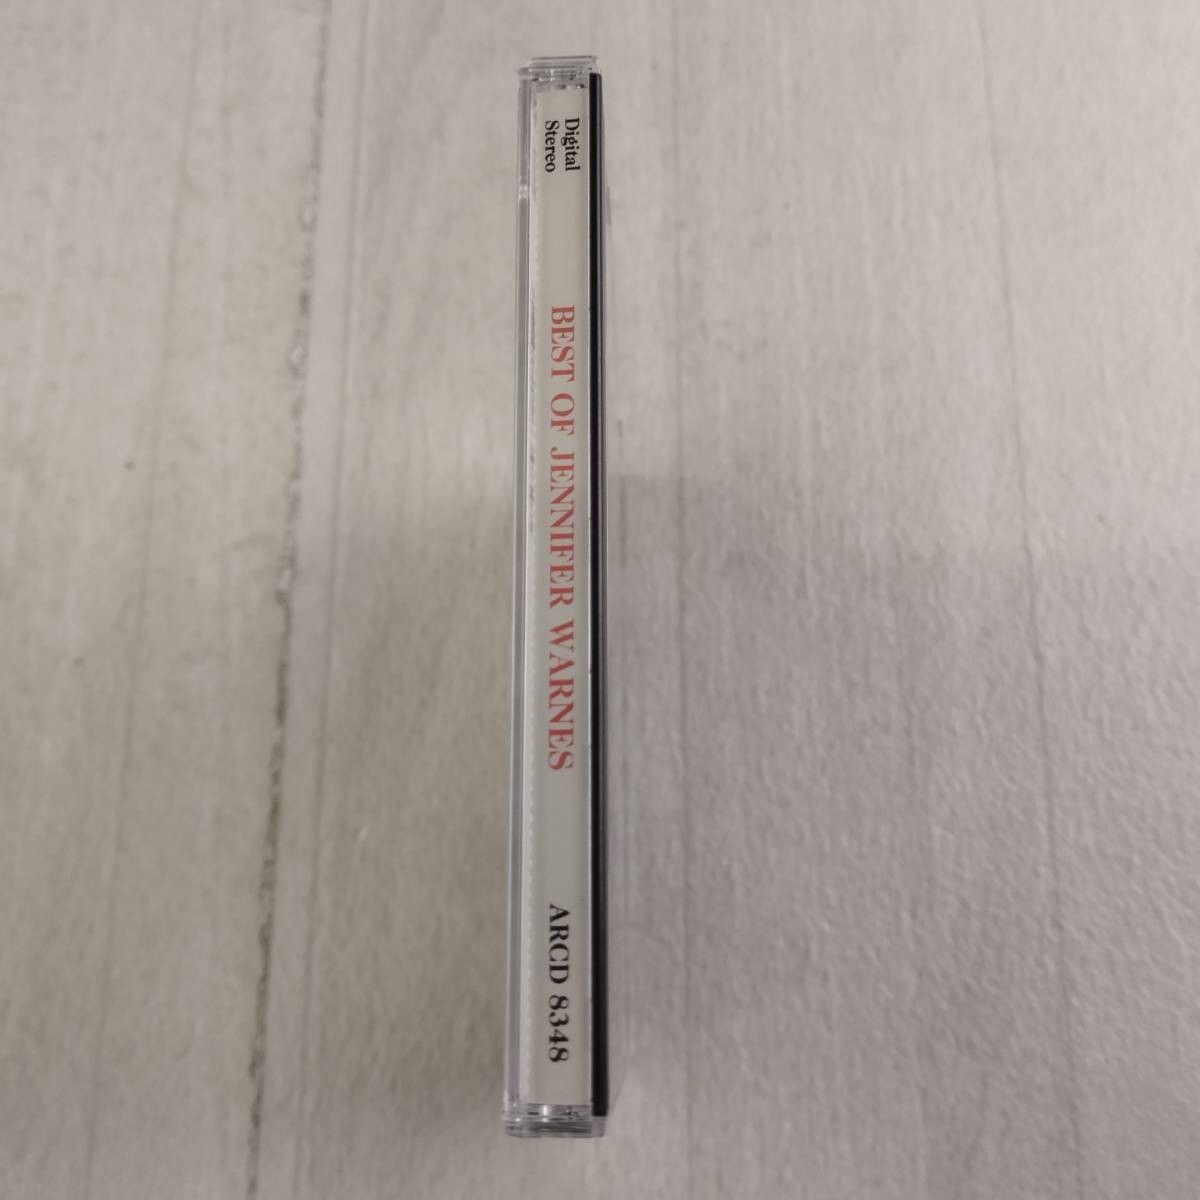 Digital
Stereo
BEST OF JENNIFER WARNES
ARCD 8348